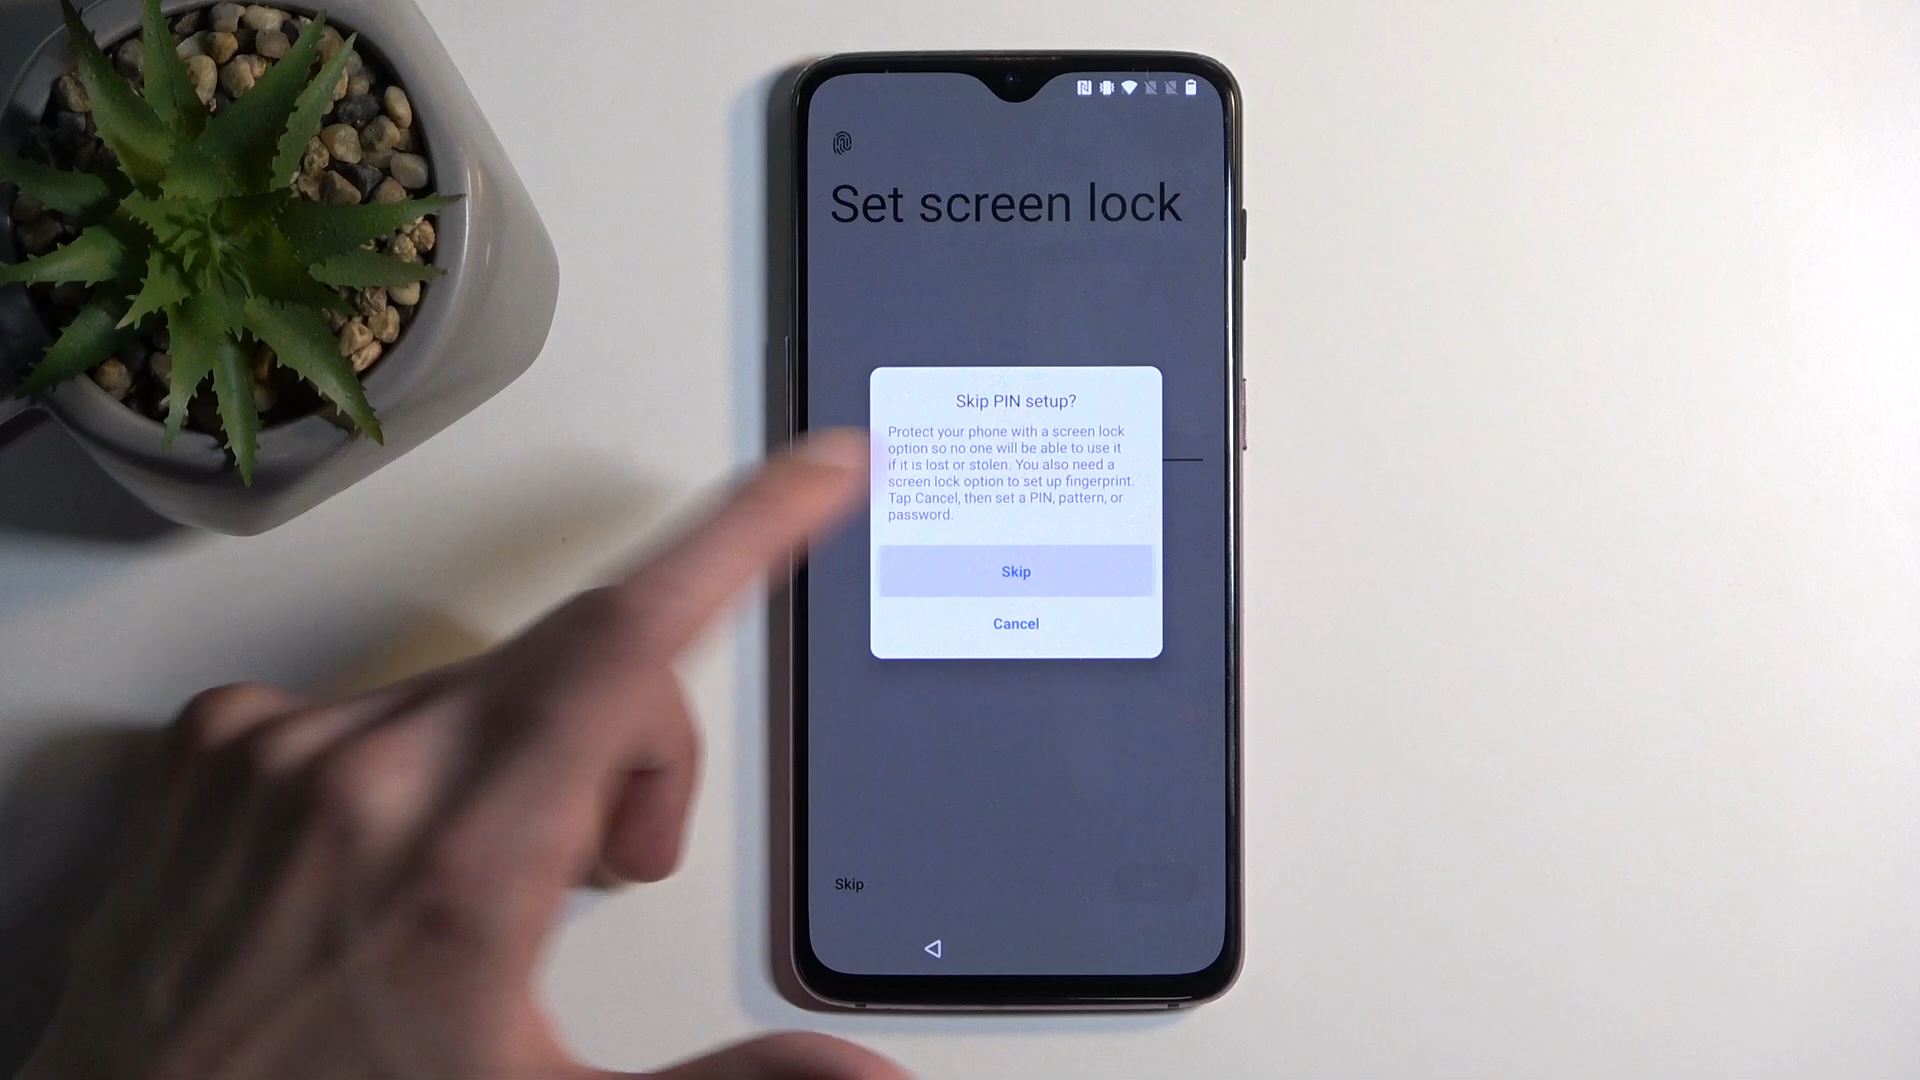 Set screen lock
Skip PIN setup?
Protect your phone with a screen lock
option so no one will be able to use it
if it is lost or stolen. You also need a
screen lock option to set up fingerprint.
Tap Cancel, then set a PIN, pattern, or
password.
Skip
Cancel
Skip